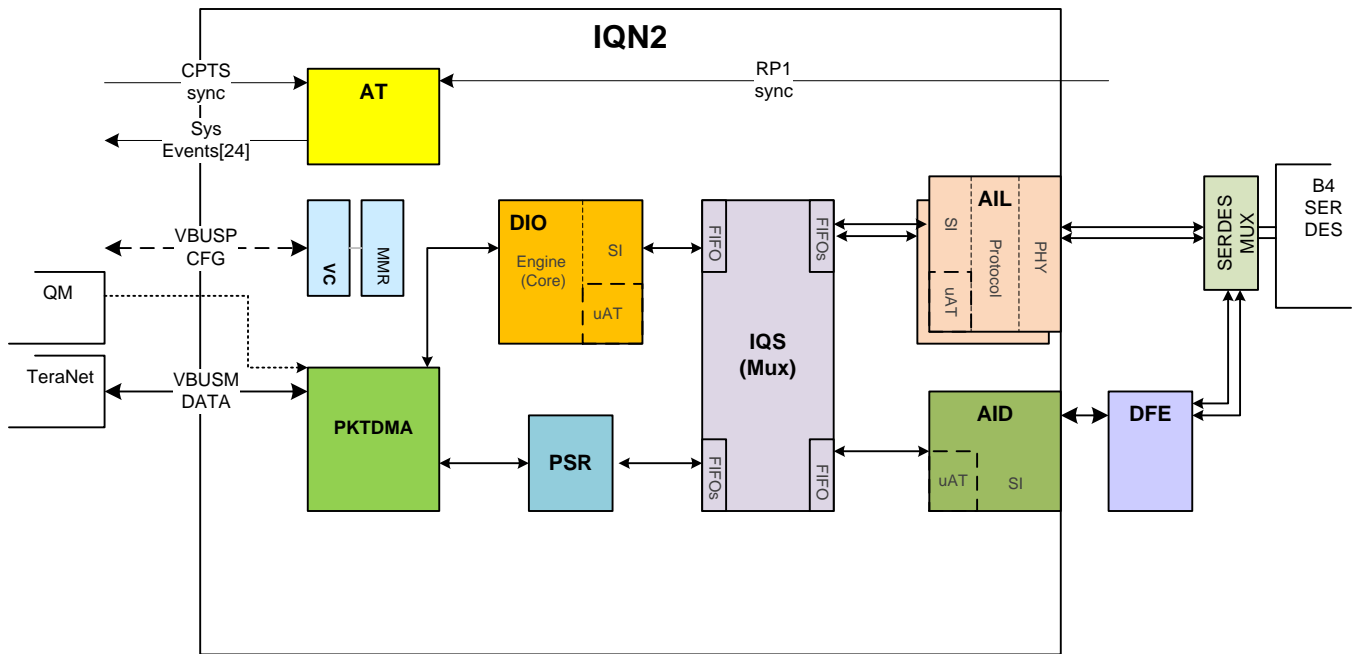 IQN2
CPTS
sync
AT
RP1
sync
Sys
Events[24]
VBUSP
CFG
VC
MMR
DIO
Engine
(Core)
SI
uAT
FIFO
FIFOs
IQS
(Mux)
FIFOs
FIFO
AIL
SI
uAT
Protocol
PHY
SERDES
MUX
B4
SER
DES
QM
TeraNet
VBUSM
DATA
PKTDMA
PSR
AID
uAT
SI
DFE